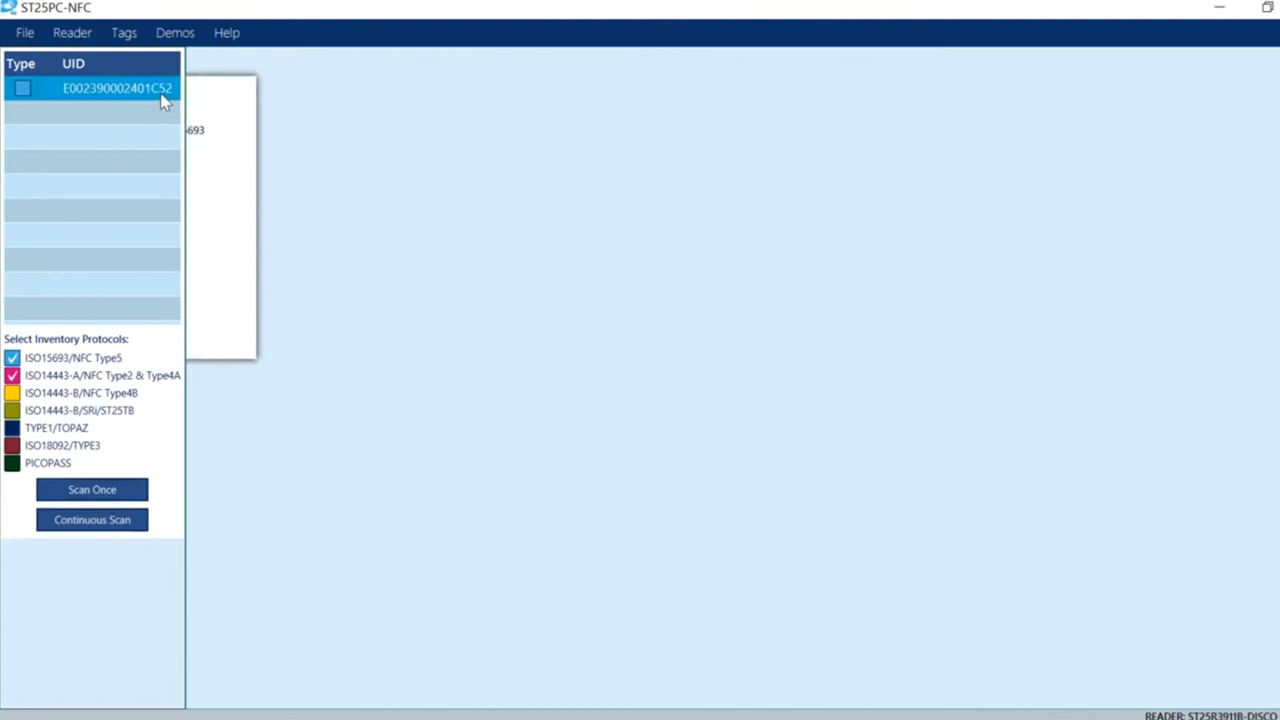 ST25PC-NFC
File Reader Tags Demos Help
Type UID
E002390002401C52
5693
Select Inventory Protocols:
ISO15693/NFC Type5
ISO14443-A/NFC Type2 & Type4A
ISO14443-B/NFC Type4B
ISO14443-B/SRi/ST25TB
TYPE1/TOPAZ
ISO18092/TYPE3
PICOPASS
Scan Once
Continuous Scan
READER: ST25R3911B-DISCO